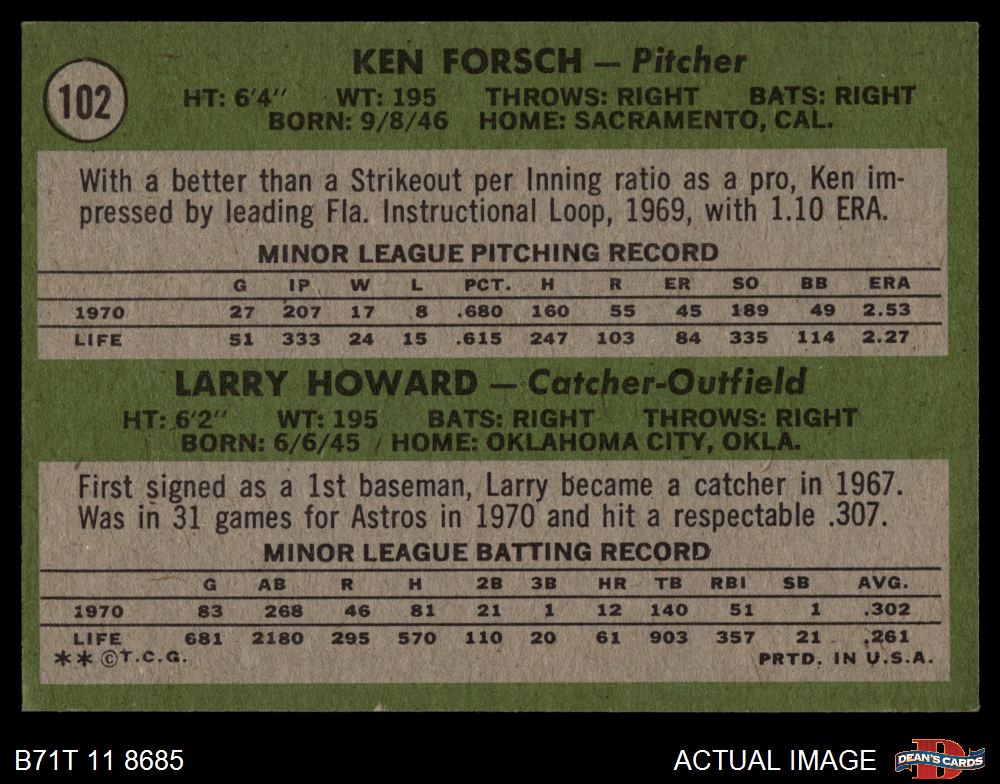 102
KEN FORSCH — Pitcher
HT: 6'4" WT: 195 THROWS: RIGHT BATS: RIGHT
BORN: 9/8/46 HOME: SACRAMENTO, CAL.
With a better than a Strikeout per Inning ratio as a pro, Ken im-
pressed by leading Fla. Instructional Loop, 1969, with 1.10 ERA.
MINOR LEAGUE PITCHING RECORD
G IP W L PCT. H R ER SO BB ERA
1970 27 207 17 8 .680 160 55 45 189 49 2.53
LIFE 51 333 24 15 .615 247 103 84 335 114 2.27
LARRY HOWARD — Catcher-Outfield
HT: 6'2" WT: 195 BATS: RIGHT THROWS: RIGHT
BORN: 6/6/45 HOME: OKLAHOMA CITY, OKLA.
First signed as a 1st baseman, Larry became a catcher in 1967.
Was in 31 games for Astros in 1970 and hit a respectable .307.
MINOR LEAGUE BATTING RECORD
G AB R H 2B 3B HR TB RBI SB AVG.
1970 83 268 46 81 21 1 12 140 51 1 .302
LIFE 681 2180 295 570 110 20 61 903 357 21 .261
** ©T.C.G. PRTD. IN U.S.A.
B71T 11 8685 ACTUAL IMAGE DEAN'S CARDS